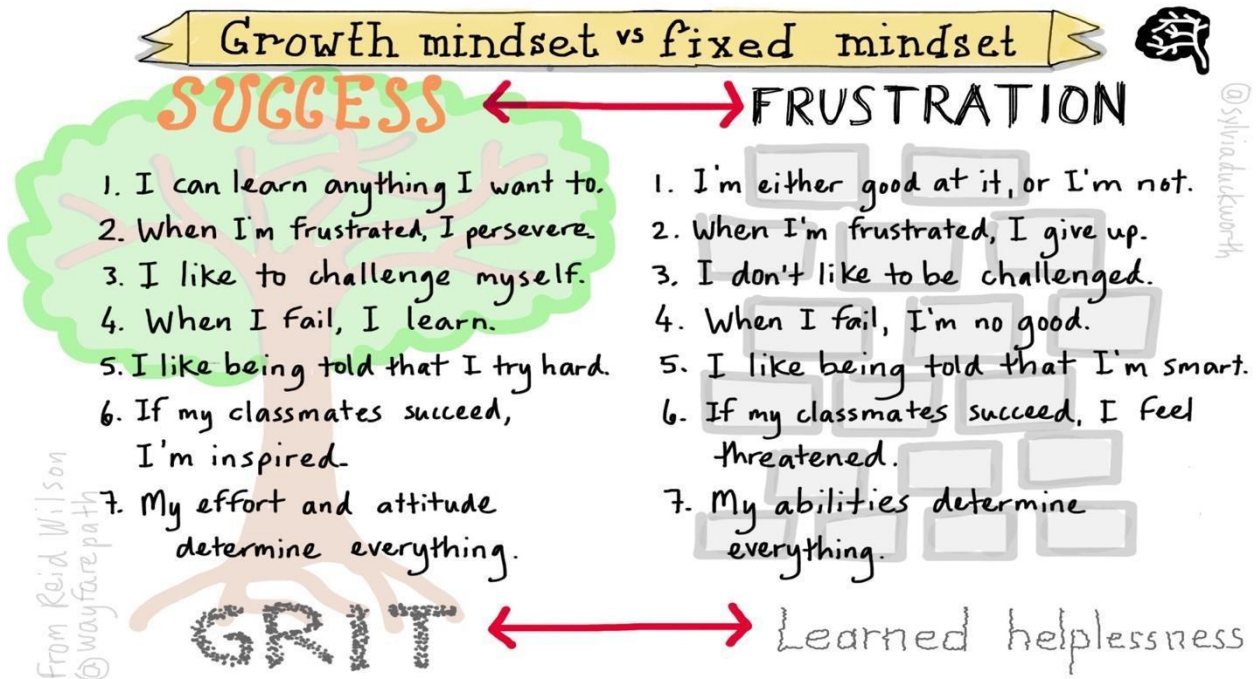 Growth mindset vs fixed mindset
SUCCESS
1. I can learn anything I want to.
2. When I'm frustrated, I persevere.
3. I like to challenge myself.
4. When I fail, I learn.
5. I like being told that I try hard.
6. If my classmates succeed,
I'm inspired.
7. My effort and attitude
determine everything.
GRIT
FRUSTRATION
1. I'm either good at it, or I'm not.
2. When I'm frustrated, I give up.
3. I don't like to be challenged.
4. When I fail, I'm no good.
5. I like being told that I'm smart.
6. If my classmates succeed, I feel
threatened.
7. My abilities determine
everything.
Learned helplessness
@sylviaduckworth
From Reid Wilson
@wayfarepath